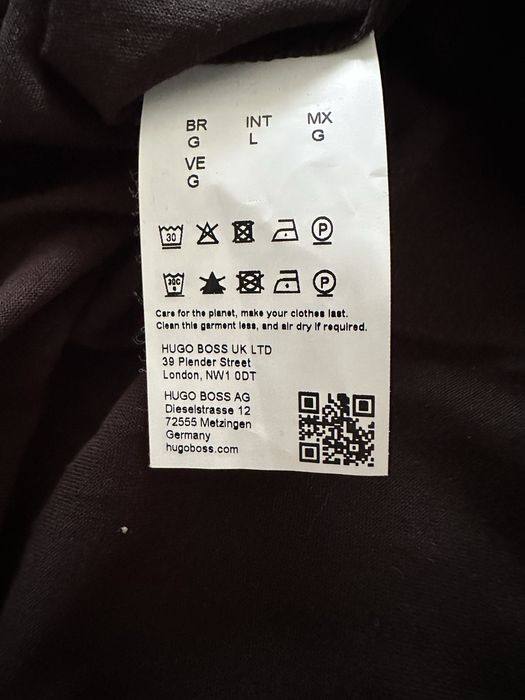 BR INT MX
G L G
VE
G
30 P
30C P
Care for the planet, make your clothes last.
Clean this garment less, and air dry if required.
HUGO BOSS UK LTD
39 Plender Street
London, NW1 0DT
HUGO BOSS AG
Dieselstrasse 12
72555 Metzingen
Germany
hugoboss.com